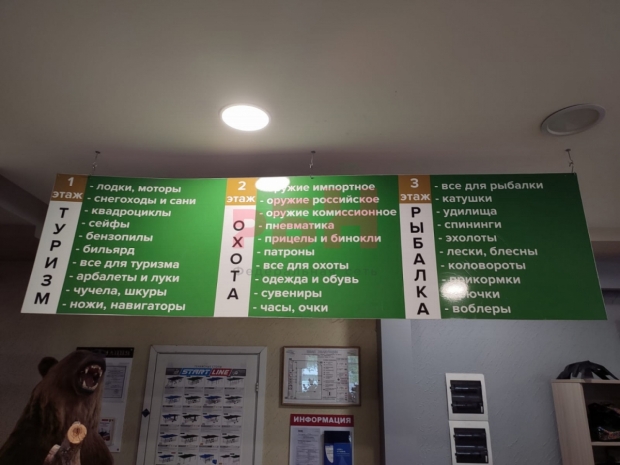 1
этаж
ТУРИЗМ
- лодки, моторы
- снегоходы и сани
- квадроциклы
- сейфы
- бензопилы
- бильярд
- все для туризма
- арбалеты и луки
- чучела, шкуры
- ножи, навигаторы
2
этаж
ОХОТА
оружие импортное
- оружие российское
- оружие комиссионное
- пневматика
- прицелы и бинокли
- патроны
- все для охоты
- одежда и обувь
- сувениры
- часы, очки
3
этаж
РЫБАЛКА
- все для рыбалки
- катушки
- удилища
- спининги
- эхолоты
- лески, блесны
- коловороты
прикормки
крючки
- воблеры
START LINE
ИНФОРМАЦИЯ